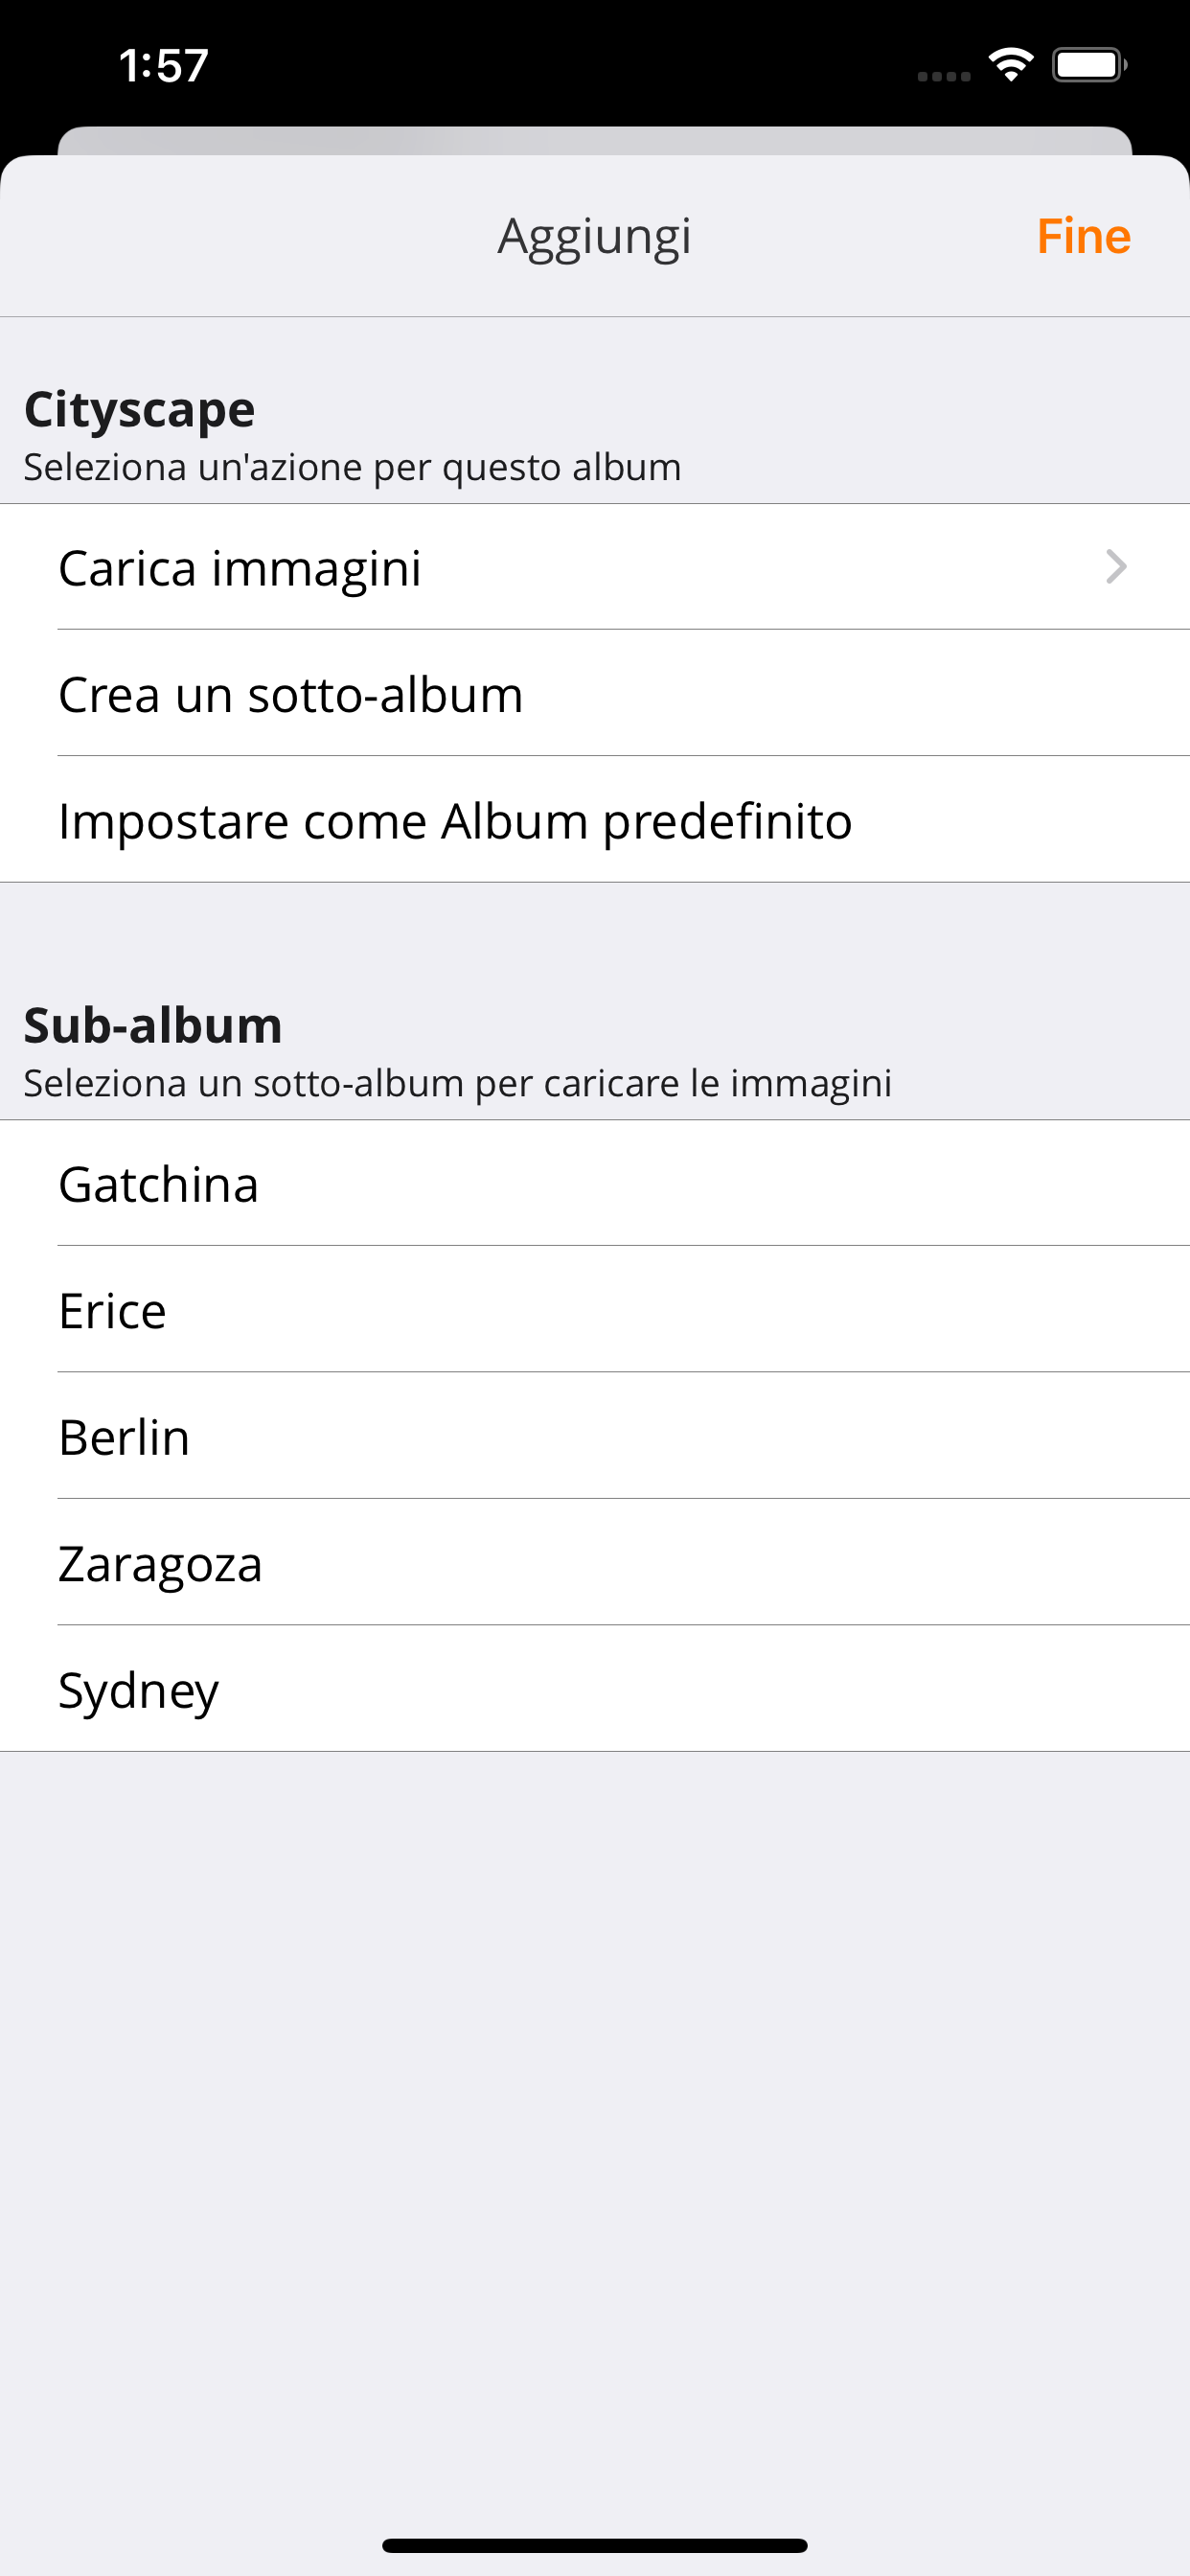 1:57
Aggiungi
Fine
Cityscape
Seleziona un'azione per questo album
Carica immagini
Crea un sotto-album
Impostare come Album predefinito
Sub-album
Seleziona un sotto-album per caricare le immagini
Gatchina
Erice
Berlin
Zaragoza
Sydney